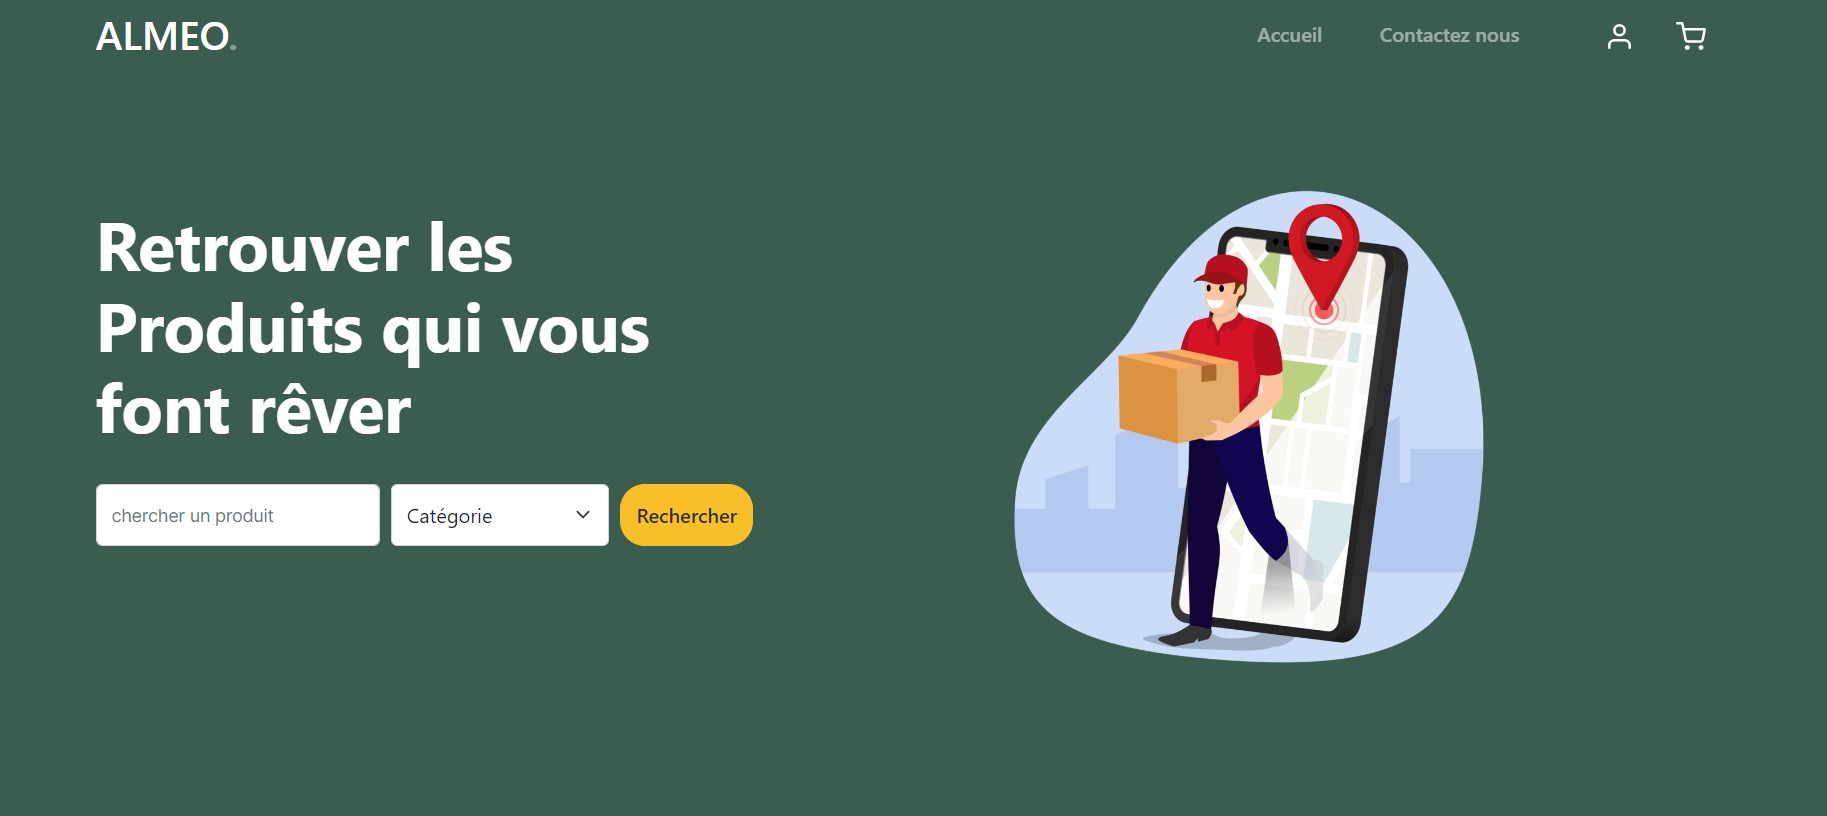 ALMEO.
Accueil
Contactez nous
Retrouver les
Produits qui vous
font rêver
chercher un produit
Catégorie
Rechercher